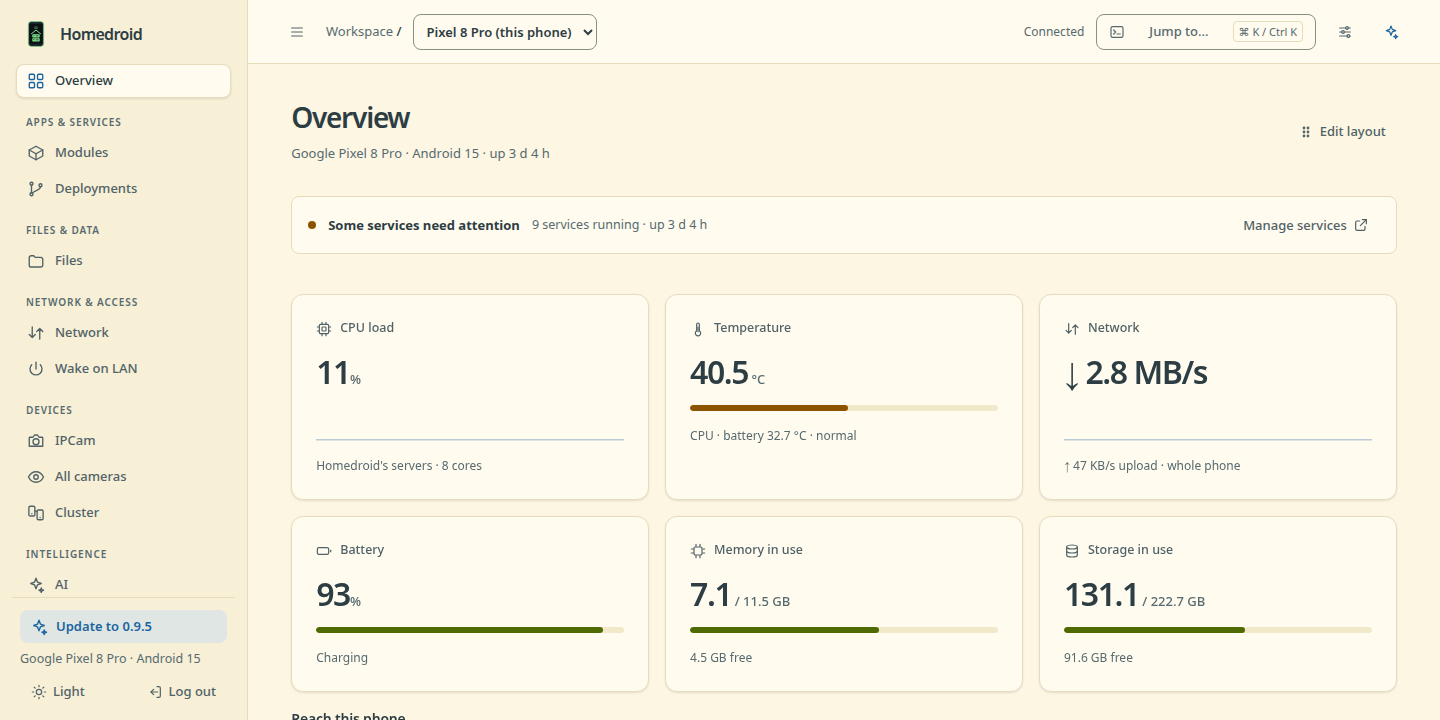 Homedroid
Overview
APPS & SERVICES
Modules
Deployments
FILES & DATA
Files
NETWORK & ACCESS
Network
Wake on LAN
DEVICES
IPCam
All cameras
Cluster
INTELLIGENCE
AI
Update to 0.9.5
Google Pixel 8 Pro · Android 15
Light
Log out
Workspace /
Pixel 8 Pro (this phone)
Connected
Jump to...
⌘ K / Ctrl K
Overview
Google Pixel 8 Pro · Android 15 · up 3 d 4 h
Edit layout
Some services need attention 9 services running · up 3 d 4 h
Manage services
CPU load
11%
Homedroid's servers · 8 cores
Temperature
40.5 °C
CPU · battery 32.7 °C · normal
Network
↓ 2.8 MB/s
↑ 47 KB/s upload · whole phone
Battery
93%
Charging
Memory in use
7.1 / 11.5 GB
4.5 GB free
Storage in use
131.1 / 222.7 GB
91.6 GB free
Reach this phone